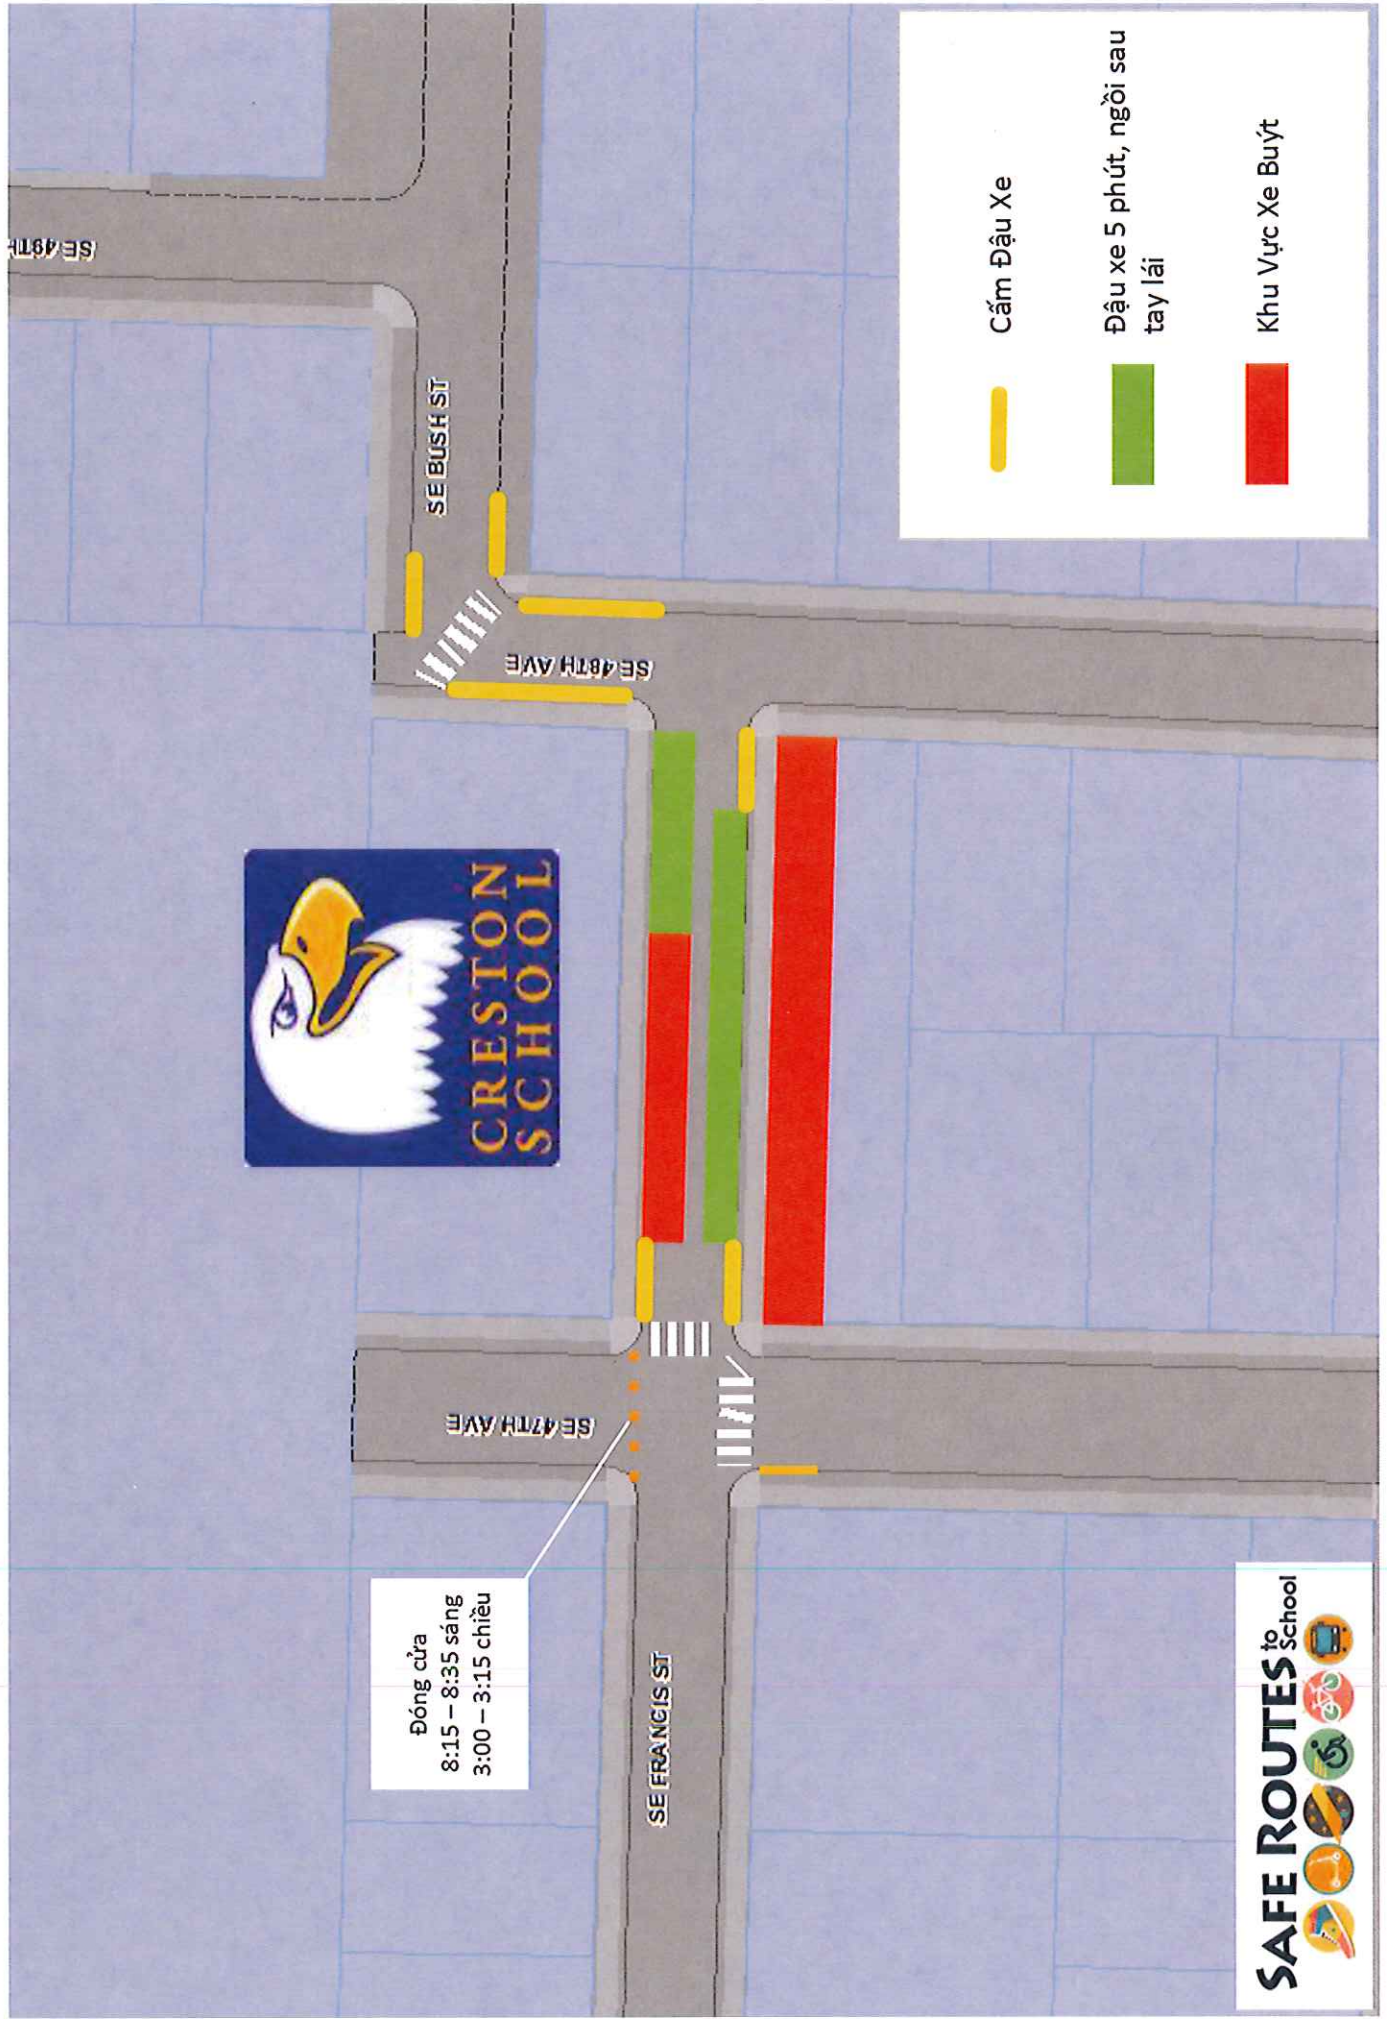 SE 49TH
SE BUSH ST
SE 48TH AVE
CRESTON
SCHOOL
SE 47TH AVE
Đóng cửa
8:15 – 8:35 sáng
3:00 – 3:15 chiều
SE FRANCIS ST
Cấm Đậu Xe
Đậu xe 5 phút, ngồi sau
tay lái
Khu Vực Xe Buýt
SAFE ROUTES to
School